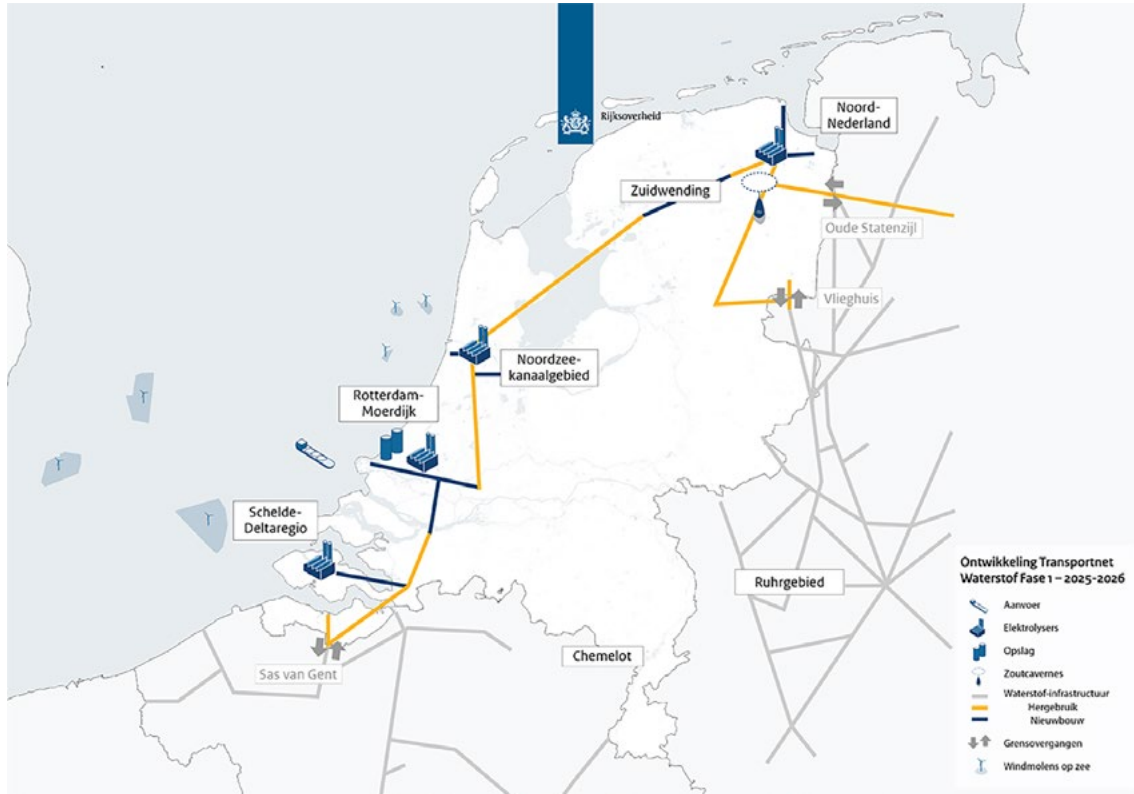 Rijksoverheid
Noord-
Nederland
Zuidwending
Oude Statenzijl
Vlieghuis
Noordzee-
kanaalgebied
Rotterdam-
Moerdijk
Schelde-
Deltaregio
Ruhrgebied
Chemelot
Sas van Gent
Ontwikkeling Transportnet
Waterstof Fase 1 – 2025-2026
Aanvoer
Elektrolysers
Opslag
Zoutcavernes
Waterstof-infrastructuur
Hergebruik
Nieuwbouw
Grensovergangen
Windmolens op zee